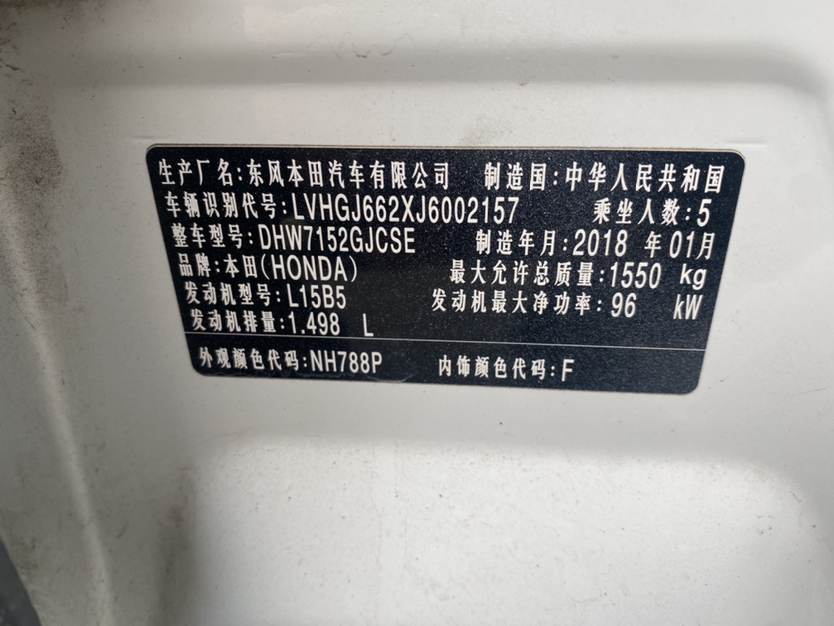 生产厂名:东风本田汽车有限公司 制造国:中华人民共和国
车辆识别代号:LVHGJ662XJ6002157 乘坐人数:5
整车型号:DHW7152GJCSE 制造年月:2018 年01月
品牌:本田(HONDA) 最大允许总质量:1550 kg
发动机型号:L15B5 发动机最大净功率:96 kW
发动机排量:1.498 L
外观颜色代码:NH788P 内饰颜色代码:F